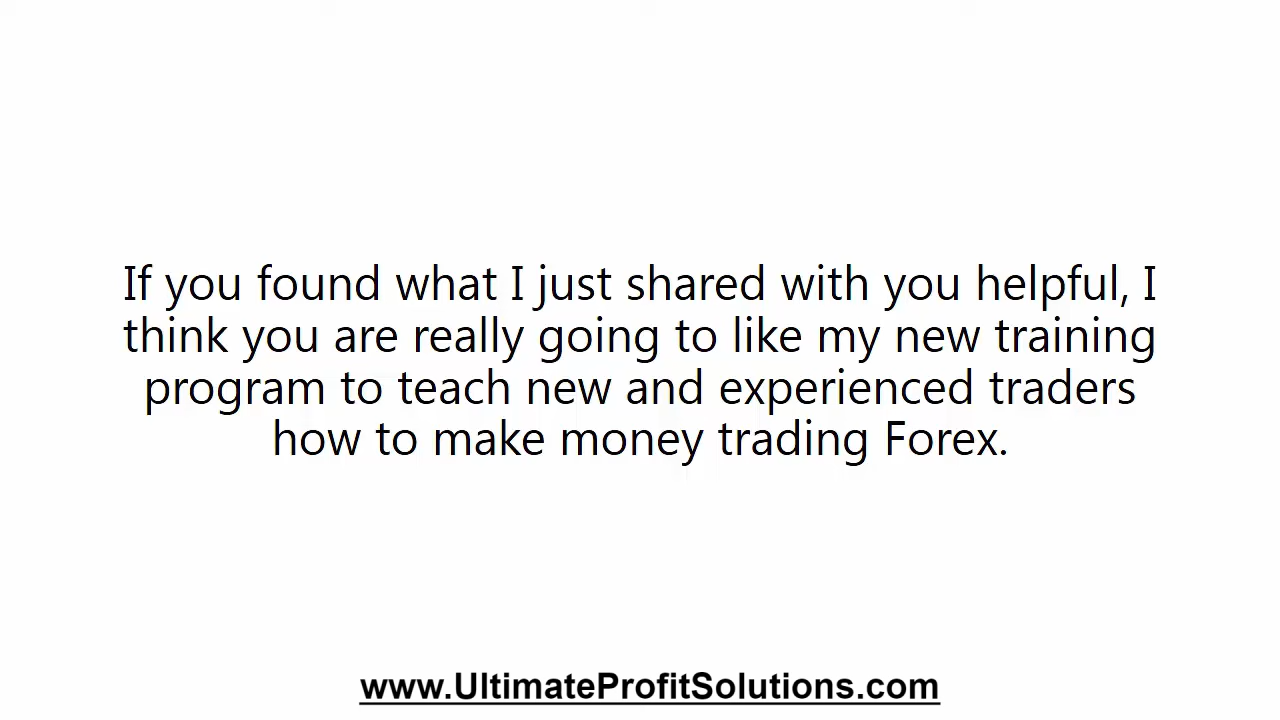 If you found what I just shared with you helpful, I
think you are really going to like my new training
program to teach new and experienced traders
how to make money trading Forex.
www.UltimateProfitSolutions.com